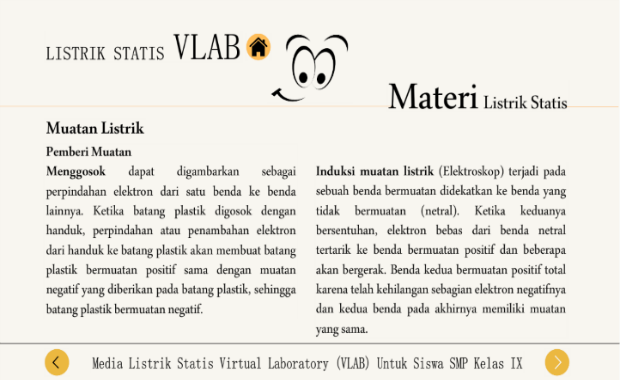 LISTRIK STATIS VLAB
Materi Listrik Statis
Muatan Listrik
Pemberi Muatan
Menggosok dapat digambarkan sebagai
perpindahan elektron dari satu benda ke benda
lainnya. Ketika batang plastik digosok dengan
handuk, perpindahan atau penambahan elektron
dari handuk ke batang plastik akan membuat batang
plastik bermuatan positif sama dengan muatan
negatif yang diberikan pada batang plastik, sehingga
batang plastik bermuatan negatif.
Induksi muatan listrik (Elektroskop) terjadi pada
sebuah benda bermuatan didekatkan ke benda yang
tidak bermuatan (netral). Ketika keduanya
bersentuhan, elektron bebas dari benda netral
tertarik ke benda bermuatan positif dan beberapa
akan bergerak. Benda kedua bermuatan positif total
karena telah kehilangan sebagian elektron negatifnya
dan kedua benda pada akhirnya memiliki muatan
yang sama.
Media Listrik Statis Virtual Laboratory (VLAB) Untuk Siswa SMP Kelas IX